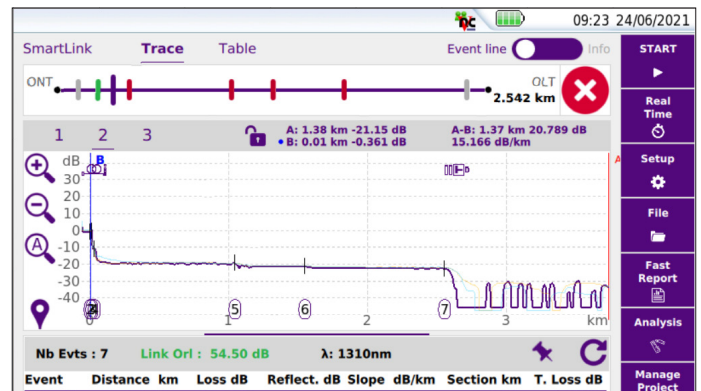 DC 09:23 24/06/2021
SmartLink Trace Table Event line Info START
ONT OLT
2.542 km
Real
Time
1 2 3 A: 1.38 km -21.15 dB A-B: 1.37 km 20.789 dB
B: 0.01 km -0.361 dB 15.166 dB/km
Setup
dB B A
30
20
10
0
-10
-20
-30
-40
File
Fast
Report
5 6 7
0 1 2 3 km
Analysis
Nb Evts : 7 Link Orl : 54.50 dB λ: 1310nm
Event Distance km Loss dB Reflect. dB Slope dB/km Section km T. Loss dB
Manage
Project